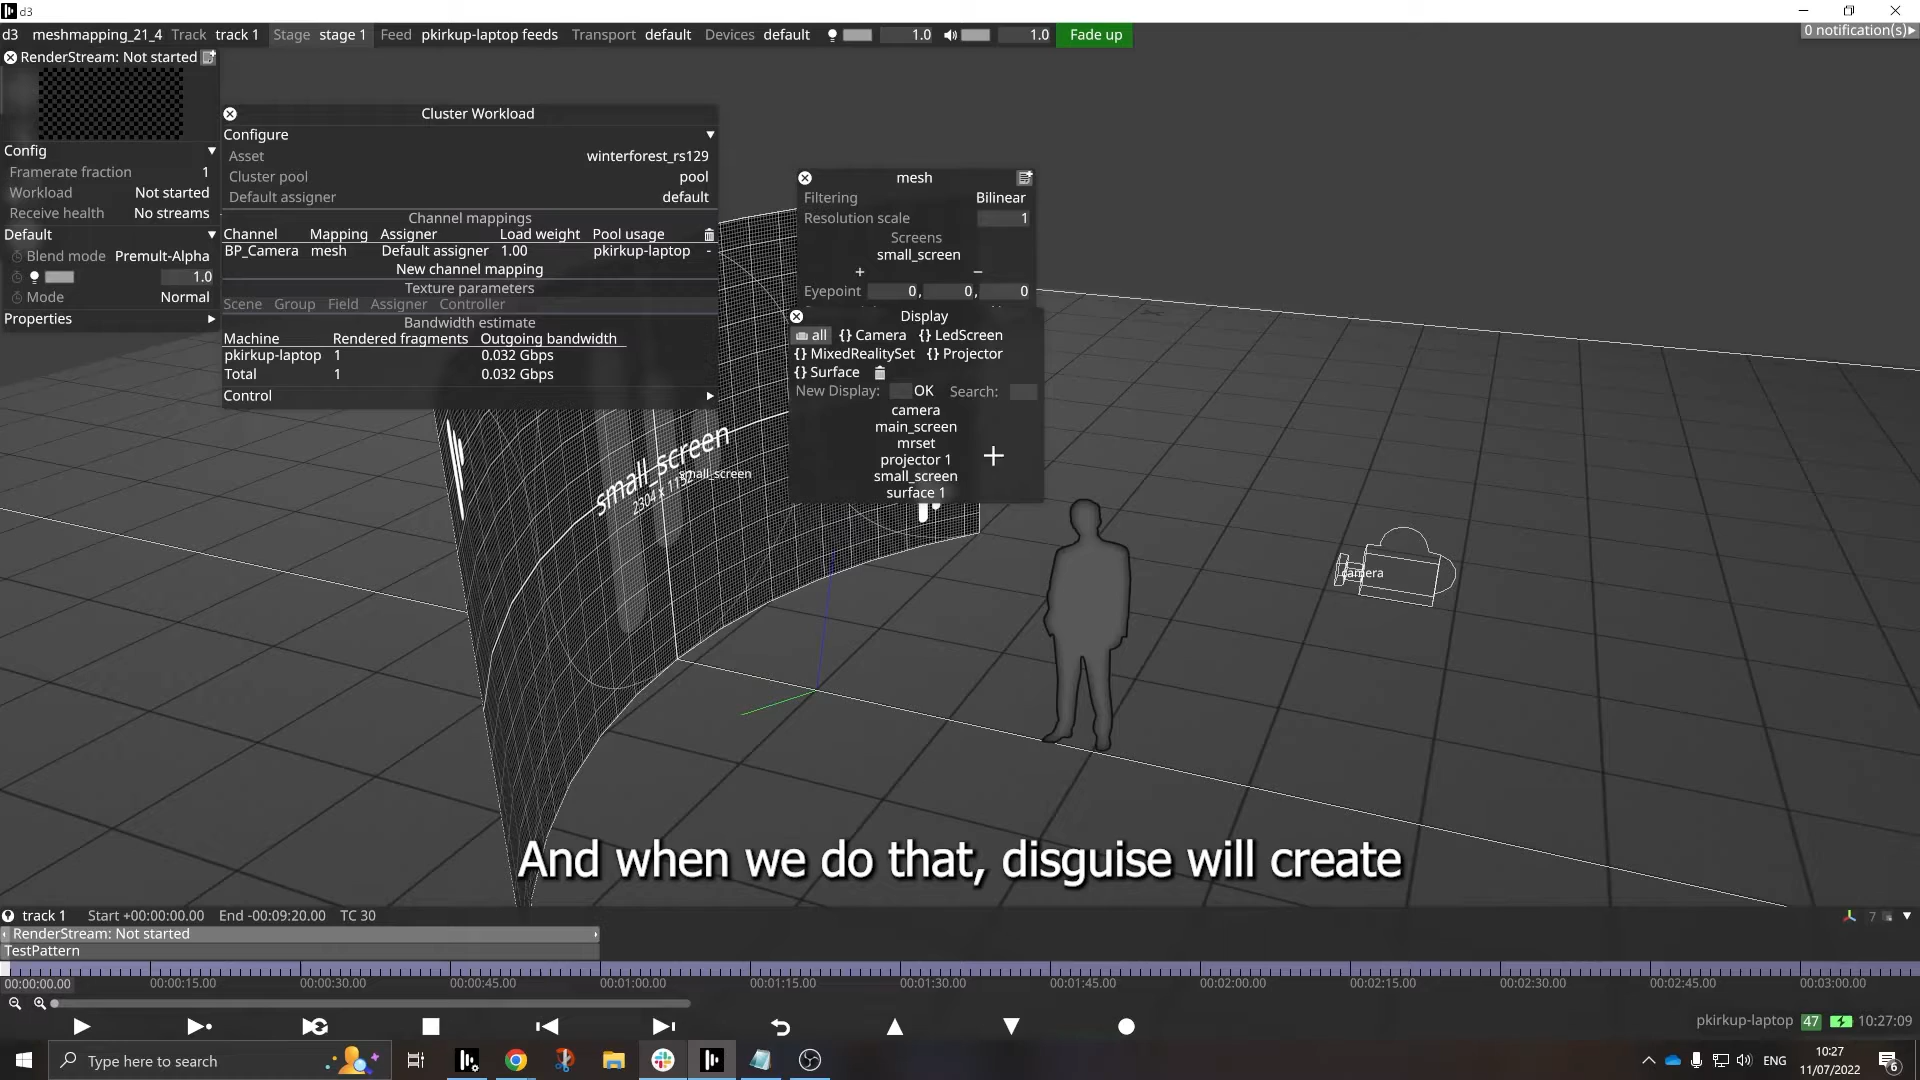 d3
d3 meshmapping_21_4 Track track 1 Stage stage 1 Feed pkirkup-laptop feeds Transport default Devices default 1.0 1.0 Fade up 0 notification(s)
RenderStream: Not started
Config
Framerate fraction 1
Workload Not started
Receive health No streams
Default
Blend mode Premult-Alpha
1.0
Mode Normal
Properties
Cluster Workload
Configure
Asset winterforest_rs129
Cluster pool pool
Default assigner default
Channel mappings
Channel Mapping Assigner Load weight Pool usage
BP_Camera mesh Default assigner 1.00 pkirkup-laptop -
New channel mapping
Texture parameters
Scene Group Field Assigner Controller
Bandwidth estimate
Machine Rendered fragments Outgoing bandwidth
pkirkup-laptop 1 0.032 Gbps
Total 1 0.032 Gbps
Control
mesh
Filtering Bilinear
Resolution scale 1
Screens
small_screen
+ −
Eyepoint 0, 0, 0
Display
all {} Camera {} LedScreen
{} MixedRealitySet {} Projector
{} Surface
New Display: OK Search:
camera
main_screen
mrset
projector 1
small_screen
surface 1
small_screen
2304 x 1152
small_screen
camera
And when we do that, disguise will create
track 1 Start +00:00:00.00 End -00:09:20.00 TC 30 7
RenderStream: Not started
TestPattern
00:00:00.00 00:00:15.00 00:00:30.00 00:00:45.00 00:01:00.00 00:01:15.00 00:01:30.00 00:01:45.00 00:02:00.00 00:02:15.00 00:02:30.00 00:02:45.00 00:03:00.00
pkirkup-laptop 47 10:27:09
Type here to search
ENG
10:27
11/07/2022
6